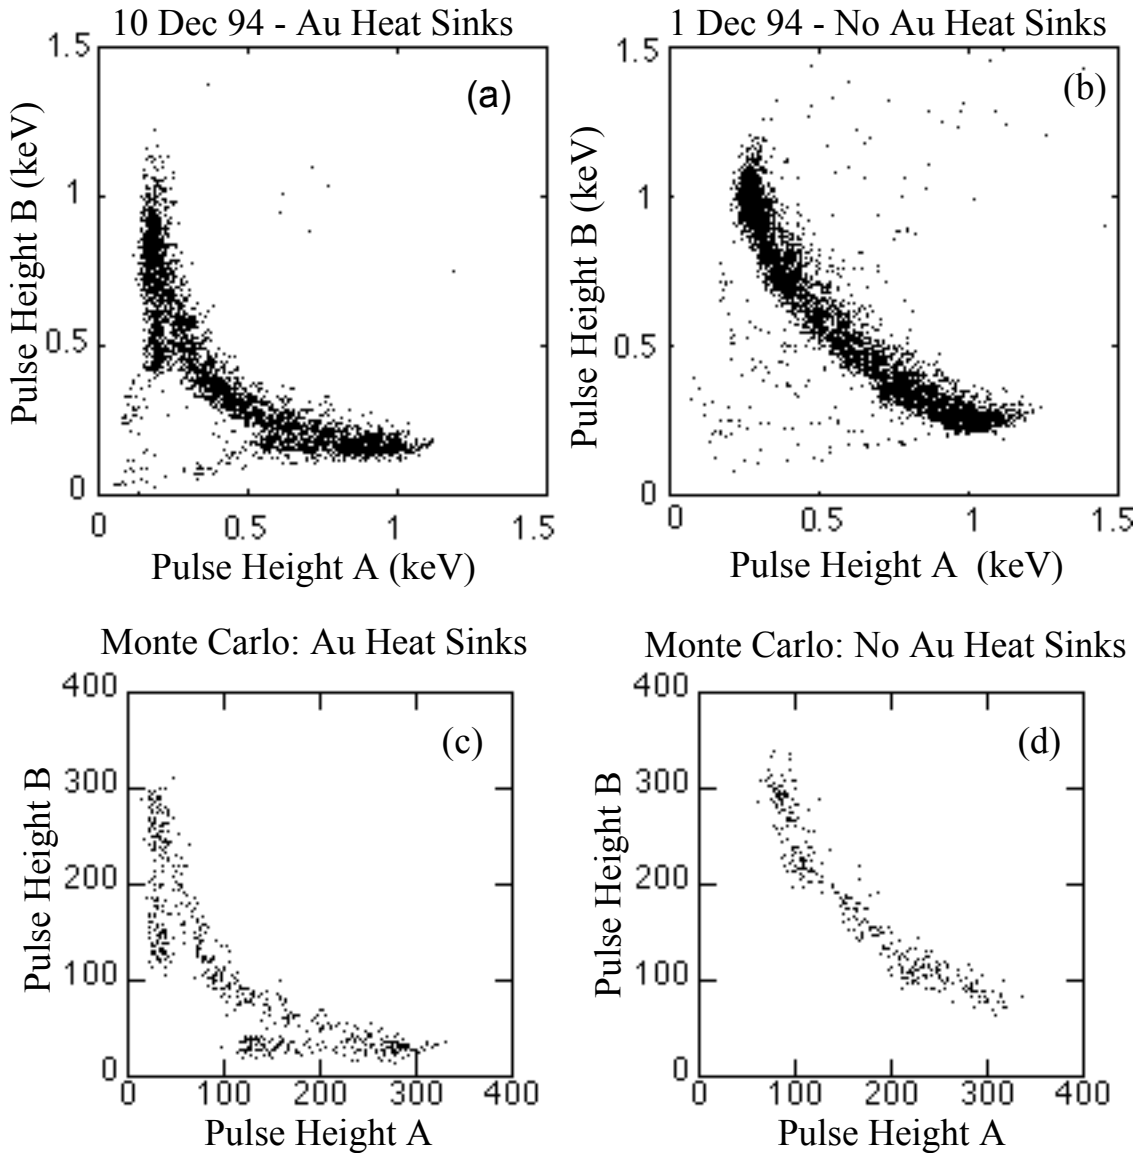 10 Dec 94 - Au Heat Sinks
1.5
1
0.5
0
Pulse Height B (keV)
(a)
0 0.5 1 1.5
Pulse Height A (keV)
1 Dec 94 - No Au Heat Sinks
1.5
1
0.5
0
Pulse Height B (keV)
(b)
0 0.5 1 1.5
Pulse Height A (keV)
Monte Carlo: Au Heat Sinks
400
300
200
100
0
Pulse Height B
(c)
0 100 200 300 400
Pulse Height A
Monte Carlo: No Au Heat Sinks
400
300
200
100
0
Pulse Height B
(d)
0 100 200 300 400
Pulse Height A